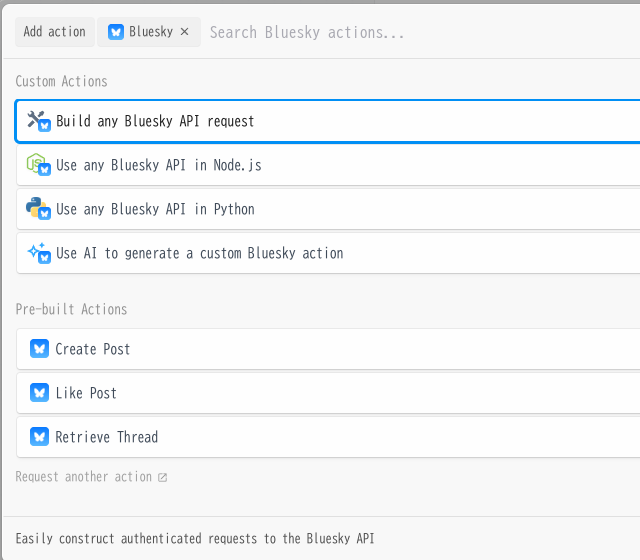 Add action Bluesky × Search Bluesky actions...
Custom Actions
Build any Bluesky API request
Use any Bluesky API in Node.js
Use any Bluesky API in Python
Use AI to generate a custom Bluesky action
Pre-built Actions
Create Post
Like Post
Retrieve Thread
Request another action
Easily construct authenticated requests to the Bluesky API